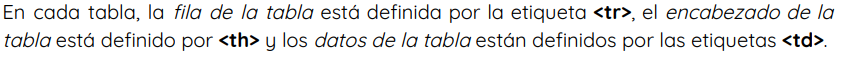 En cada tabla, la fila de la tabla está definida por la etiqueta <tr>, el encabezado de la
tabla está definido por <th> y los datos de la tabla están definidos por las etiquetas <td>.